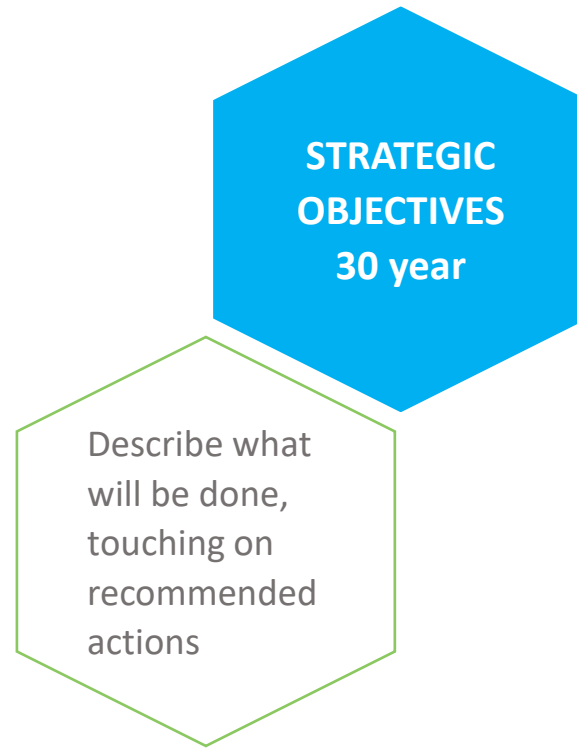 STRATEGIC
OBJECTIVES
30 year
Describe what
will be done,
touching on
recommended
actions